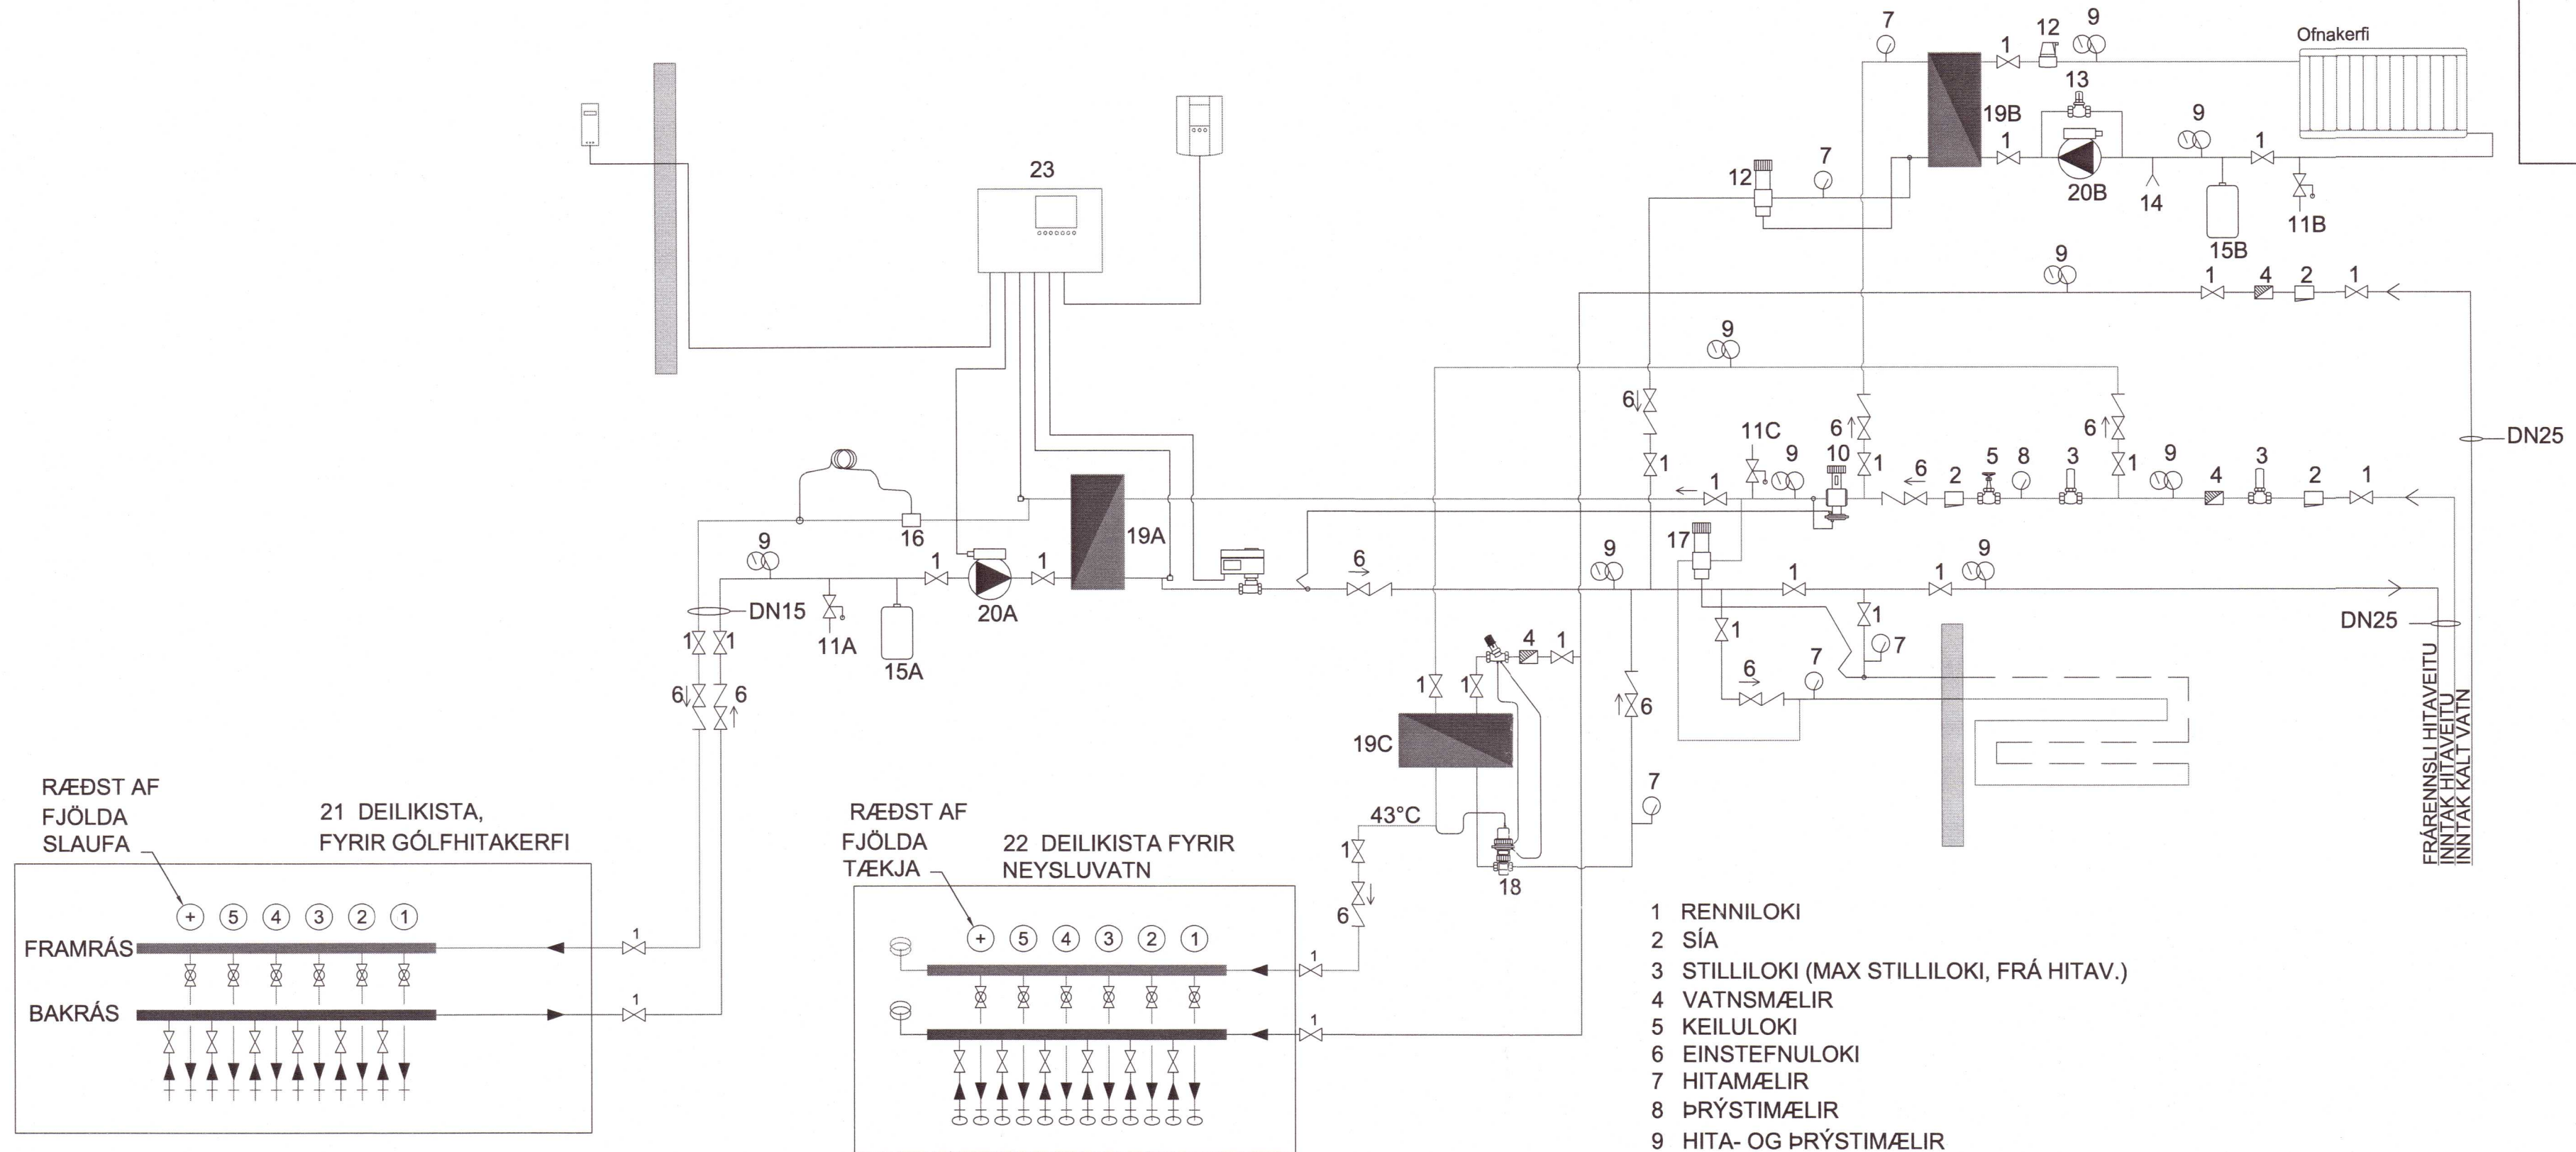 7
1
12
9
Ofnakerfi
13
19B
1
20B
9
1
14
15B
11B
12
7
23
9
1
4
2
1
9
DN25
6
1
11C
9
10
6
1
6
2
5
8
3
6
1
9
4
3
2
1
1
16
19A
17
9
1
20A
1
6
9
1
1
9
DN15
11A
15A
DN25
1
1
6
6
4
1
1
1
6
1
1
7
6
7
19C
7
43°C
1
6
18
FRÁRENNSLI HITAVEITU
INNTAK HITAVEITU
INNTAK KALT VATN
RÆÐST AF
FJÖLDA
SLAUFA
21 DEILIKISTA,
FYRIR GÓLFHITAKERFI
+ 5 4 3 2 1
FRAMRÁS
1
BAKRÁS
1
RÆÐST AF
FJÖLDA
TÆKJA
22 DEILIKISTA FYRIR
NEYSLUVATN
+ 5 4 3 2 1
1
1
1 RENNILOKI
2 SÍA
3 STILLILOKI (MAX STILLILOKI, FRÁ HITAV.)
4 VATNSMÆLIR
5 KEILULOKI
6 EINSTEFNULOKI
7 HITAMÆLIR
8 ÞRÝSTIMÆLIR
9 HITA- OG ÞRÝSTIMÆLIR